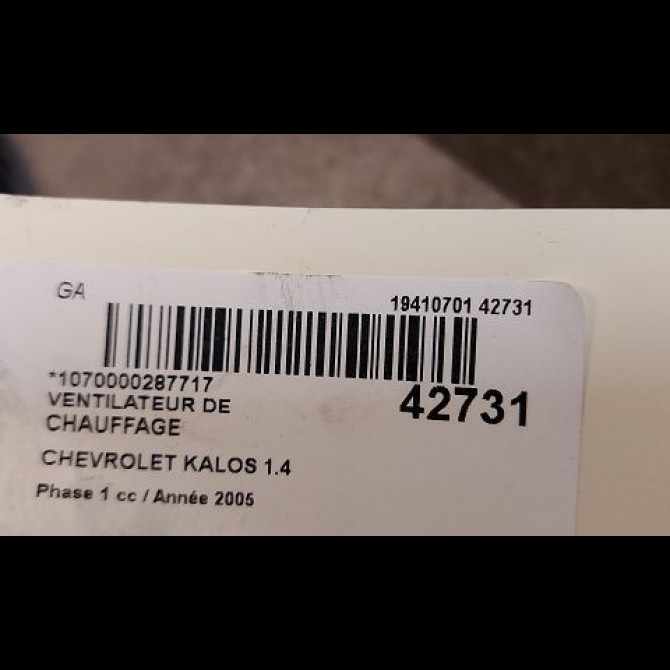 GA
19410701 42731
*1070000287717
42731
VENTILATEUR DE
CHAUFFAGE
CHEVROLET KALOS 1.4
Phase 1 cc / Année 2005